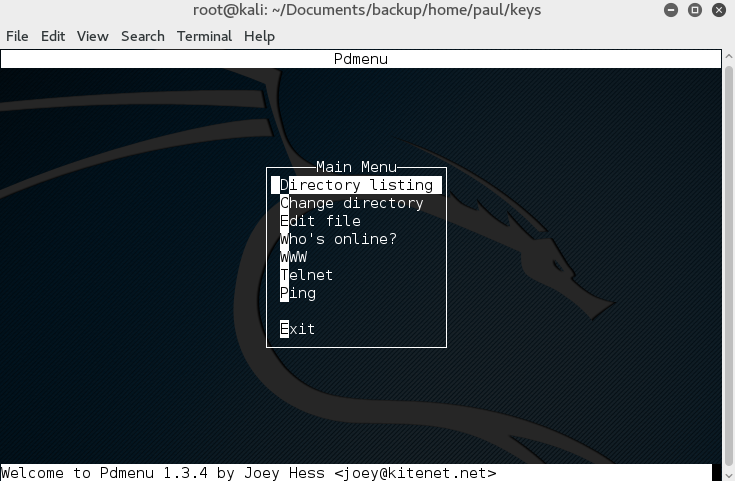 root@kali: ~/Documents/backup/home/paul/keys
File Edit View Search Terminal Help
Pdmenu
Main Menu
Directory listing
Change directory
Edit file
Who's online?
WWW
Telnet
Ping
Exit
Welcome to Pdmenu 1.3.4 by Joey Hess <joey@kitenet.net>